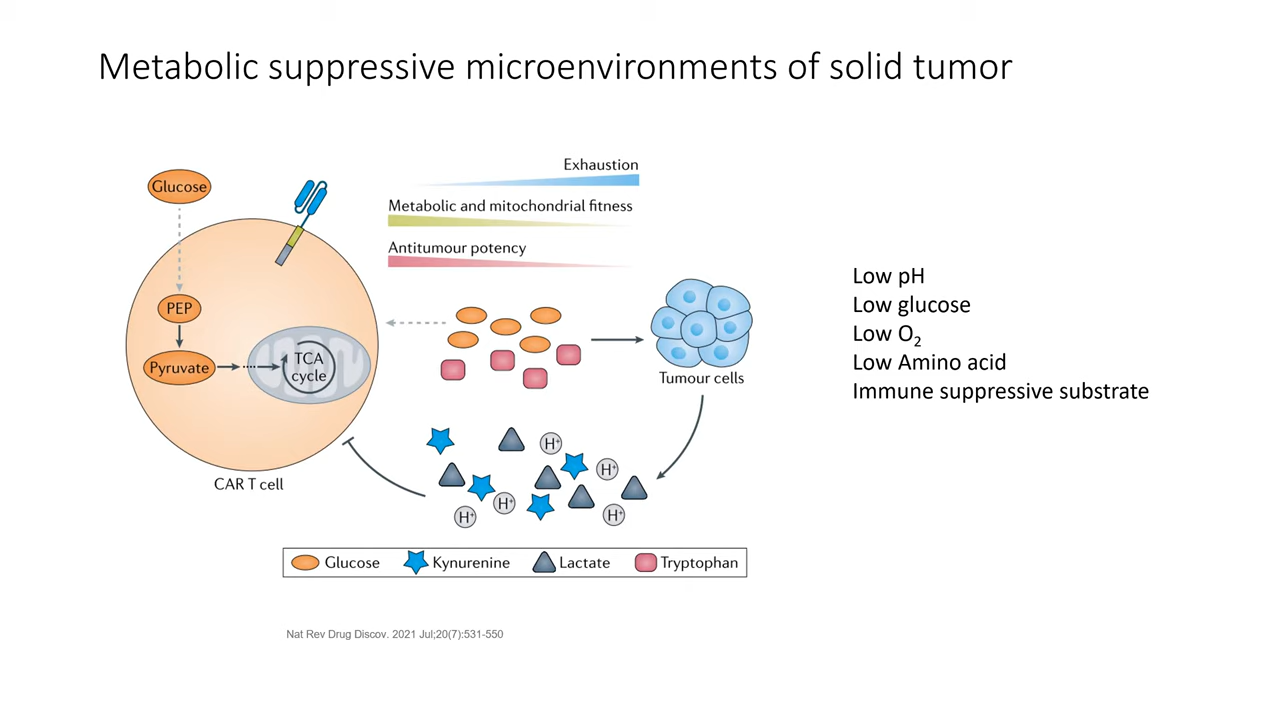 Metabolic suppressive microenvironments of solid tumor
Glucose
Exhaustion
Metabolic and mitochondrial fitness
Antitumour potency
PEP
Pyruvate
TCA
cycle
CAR T cell
Tumour cells
H⁺
H⁺
H⁺
H⁺
H⁺
Glucose
Kynurenine
Lactate
Tryptophan
Low pH
Low glucose
Low O₂
Low Amino acid
Immune suppressive substrate
Nat Rev Drug Discov. 2021 Jul;20(7):531-550